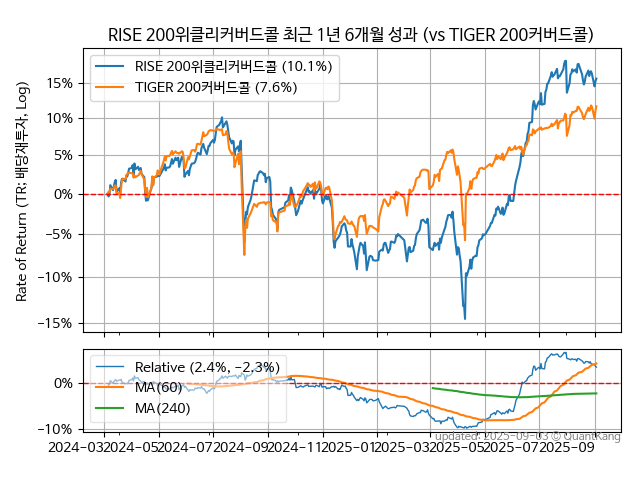 RISE 200위클리커버드콜 최근 1년 6개월 성과 (vs TIGER 200커버드콜)
RISE 200위클리커버드콜 (10.1%)
TIGER 200커버드콜 (7.6%)
Rate of Return (TR: 배당재투자, Log)
15%
10%
5%
0%
−5%
−10%
−15%
Relative (2.4%, −2.3%)
MA(60)
MA(240)
0%
−10%
2024−03
2024−05
2024−07
2024−09
2024−11
2025−01
2025−03
2025−05
2025−07
2025−09
updated: 2025-09-03 © QuantKang